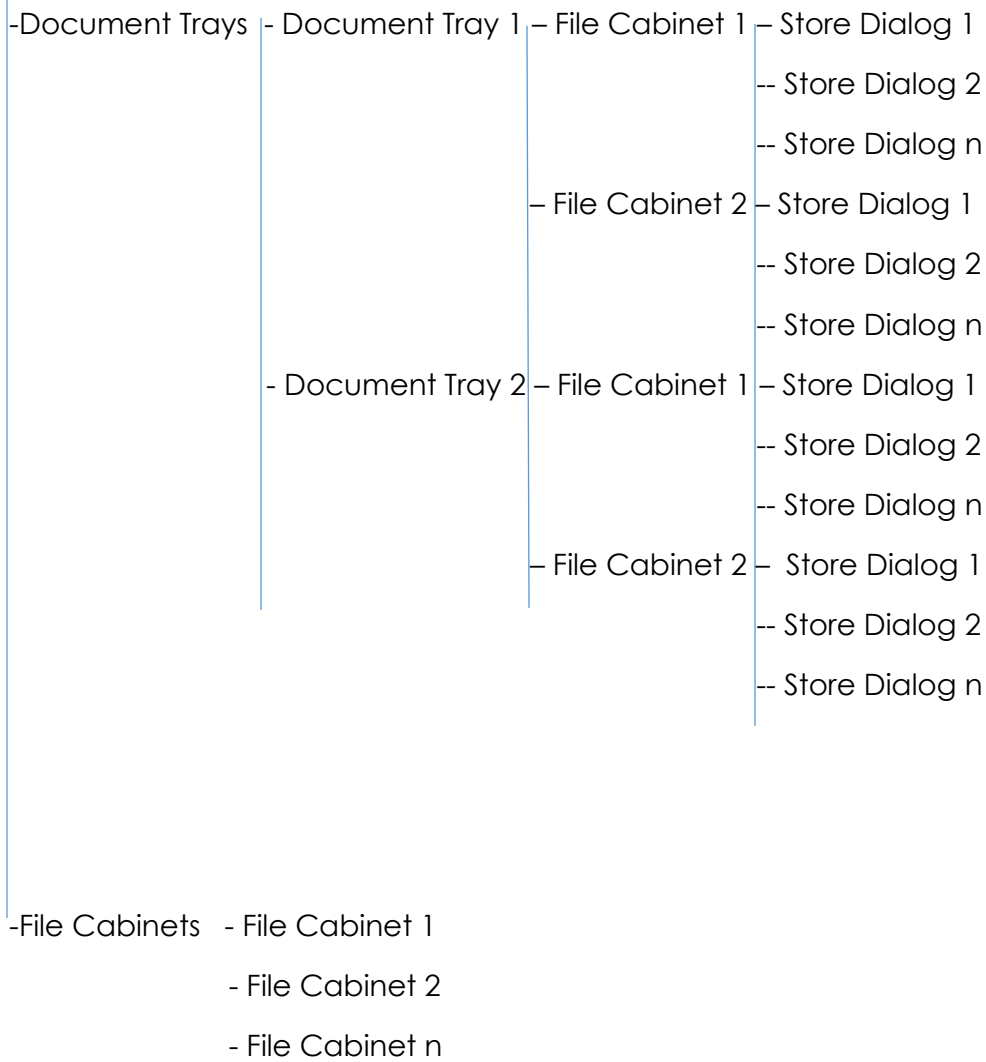 -Document Trays - Document Tray 1 – File Cabinet 1 – Store Dialog 1
-- Store Dialog 2
-- Store Dialog n
– File Cabinet 2 – Store Dialog 1
-- Store Dialog 2
-- Store Dialog n
- Document Tray 2 – File Cabinet 1 – Store Dialog 1
-- Store Dialog 2
-- Store Dialog n
– File Cabinet 2 – Store Dialog 1
-- Store Dialog 2
-- Store Dialog n
-File Cabinets - File Cabinet 1
- File Cabinet 2
- File Cabinet n